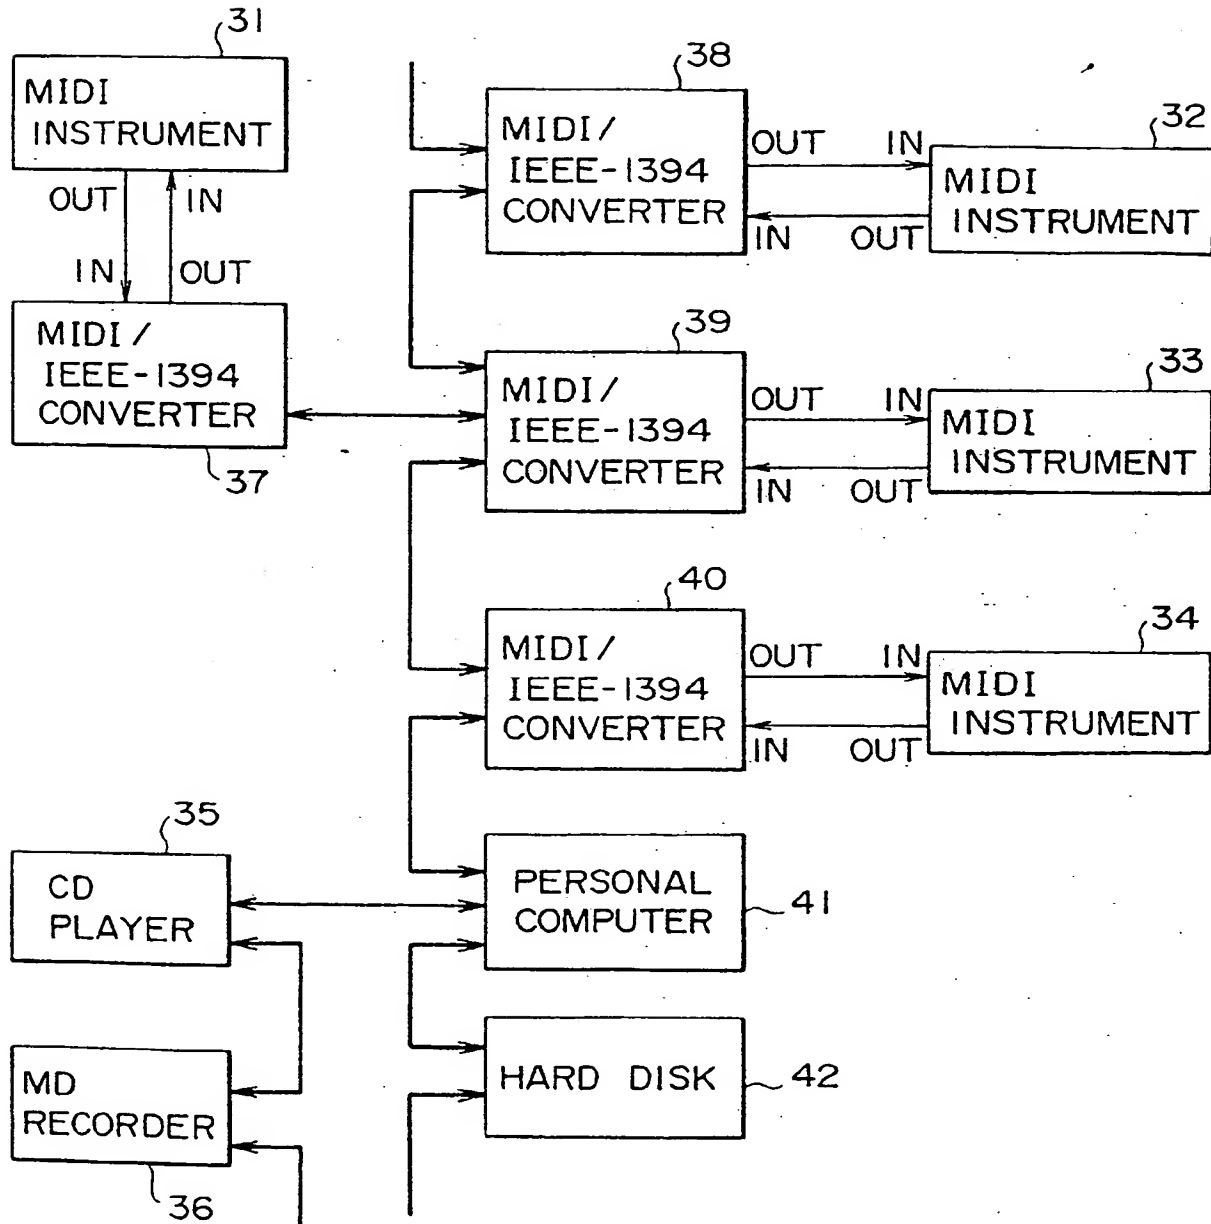 31
MIDI
INSTRUMENT
OUT
IN
IN
OUT
MIDI/
IEEE-1394
CONVERTER
37
38
MIDI/
IEEE-1394
CONVERTER
OUT
IN
IN
OUT
32
MIDI
INSTRUMENT
39
MIDI/
IEEE-1394
CONVERTER
OUT
IN
IN
OUT
33
MIDI
INSTRUMENT
40
MIDI/
IEEE-1394
CONVERTER
OUT
IN
IN
OUT
34
MIDI
INSTRUMENT
35
CD
PLAYER
PERSONAL
COMPUTER
41
MD
RECORDER
36
HARD DISK
42